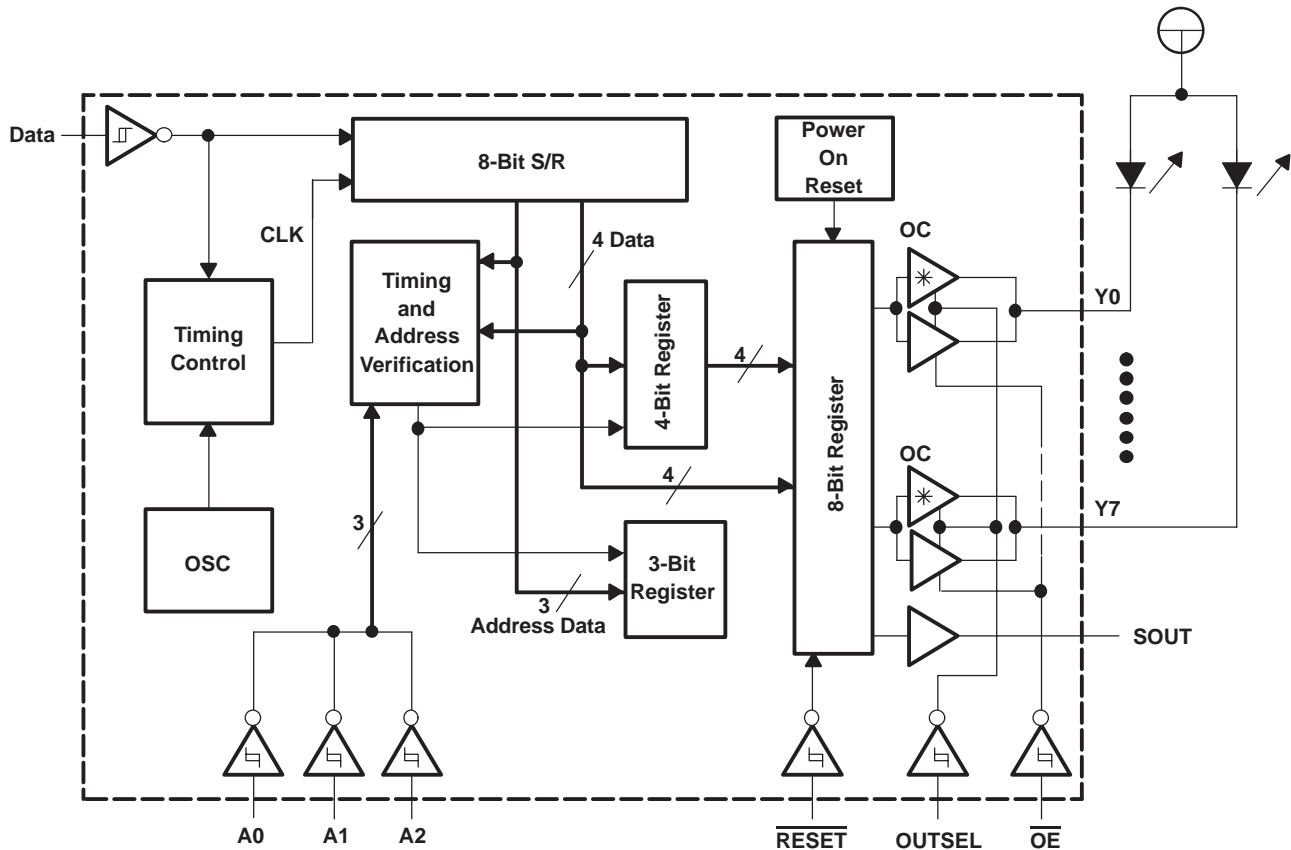 Data
8-Bit S/R
Power
On
Reset
CLK
4 Data
OC
Timing
and
Address
Verification
Y0
Timing
Control
4-Bit Register
4
8-Bit Register
OC
4
Y7
3
OSC
3-Bit
Register
3
Address Data
SOUT
A0
A1
A2
RESET
OUTSEL
OE